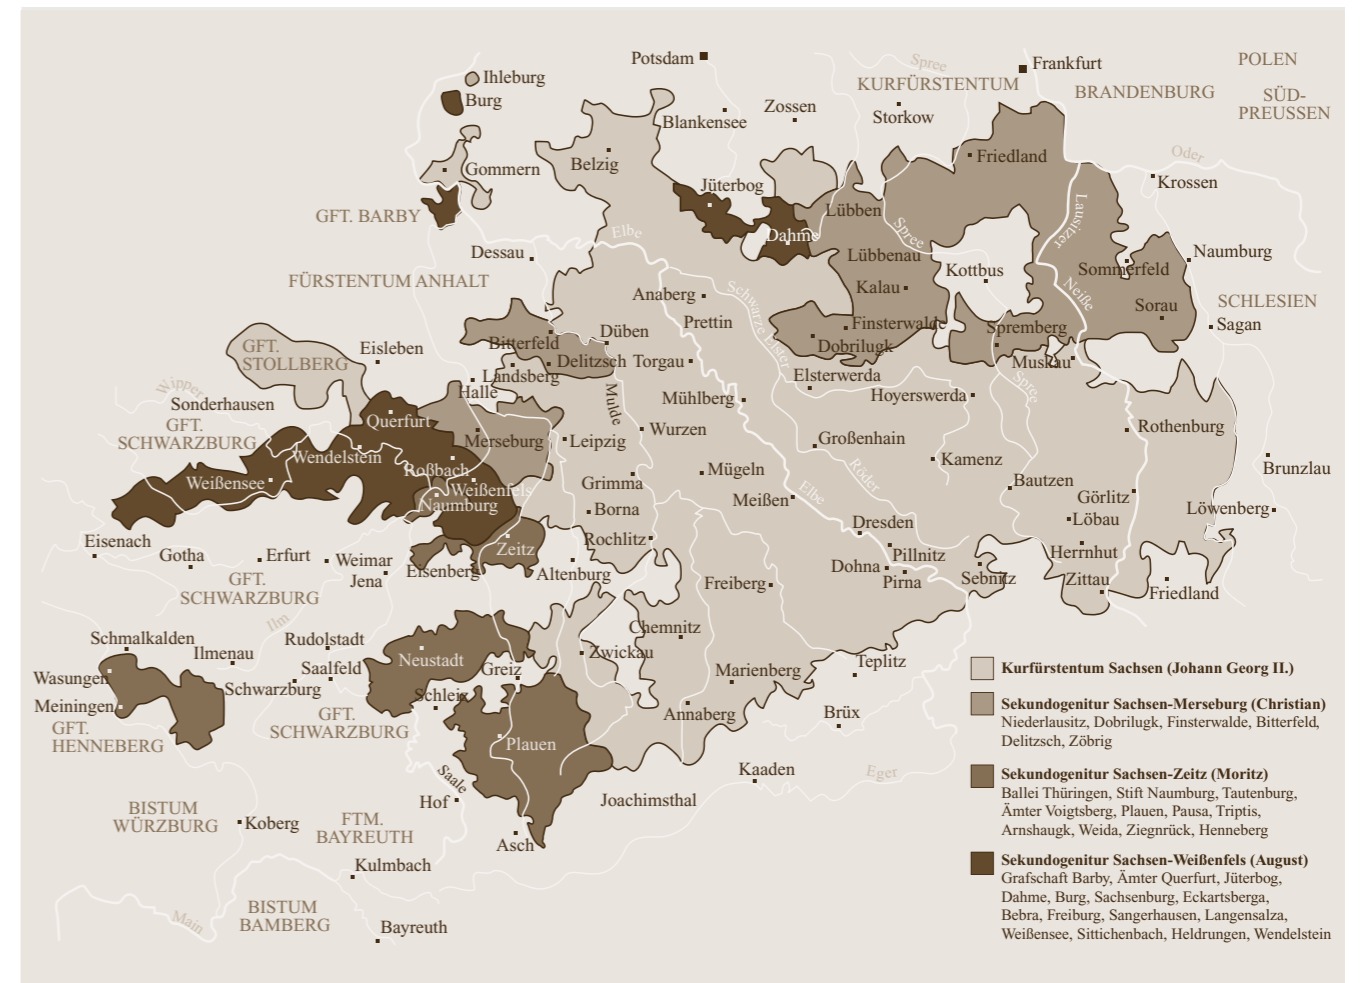 Potsdam
Frankfurt
POLEN
Spree
Ihleburg
KURFÜRSTENTUM
BRANDENBURG
SÜD-
PREUSSEN
Burg
Zossen
Storkow
Blankensee
Belzig
Gommern
Friedland
Oder
Krossen
Jüterbog
GFT. BARBY
Lübben
Lausitzer
Elbe
Dahme
Spree
Dessau
Lübbenau
Naumburg
Kottbus
Sommerfeld
FÜRSTENTUM ANHALT
Kalau
Anaberg
Schwarze Elster
Neiße
SCHLESIEN
Sorau
Prettin
Finsterwalde
Spremberg
Sagan
Düben
Bitterfeld
Dobrilugk
GFT.
STOLLBERG
Eisleben
Delitzsch
Torgau
Muskau
Landsberg
Elsterwerda
Spree
Wipper
Halle
Mulde
Mühlberg
Hoyerswerda
Sonderhausen
Querfurt
GFT.
SCHWARZBURG
Merseburg
Leipzig
Wurzen
Großenhain
Rothenburg
Wendelstein
Roßbach
Mügeln
Röder
Kamenz
Brunzlau
Weißensee
Weißenfels
Grimma
Meißen
Elbe
Bautzen
Görlitz
Naumburg
Borna
Löwenberg
Dresden
Löbau
Eisenach
Rochlitz
Gotha
Erfurt
Weimar
Zeitz
Pillnitz
Herrnhut
Jena
Eisenberg
Altenburg
Dohna
Pirna
Sebnitz
Zittau
Friedland
GFT.
SCHWARZBURG
Freiberg
Ilm
Chemnitz
Schmalkalden
Ilmenau
Rudolstadt
Zwickau
Neustadt
Teplitz
Saalfeld
Greiz
Marienberg
Wasungen
Schwarzburg
Schleiz
Meiningen
Annaberg
Brüx
GFT.
HENNEBERG
GFT.
SCHWARZBURG
Plauen
Kaaden
Eger
Saale
Hof
Joachimsthal
BISTUM
WÜRZBURG
Koberg
FTM.
BAYREUTH
Asch
Kulmbach
BISTUM
BAMBERG
Main
Bayreuth
Kurfürstentum Sachsen (Johann Georg II.)
Sekundogenitur Sachsen-Merseburg (Christian)
Niederlausitz, Dobrilugk, Finsterwalde, Bitterfeld,
Delitzsch, Zöbrig
Sekundogenitur Sachsen-Zeitz (Moritz)
Ballei Thüringen, Stift Naumburg, Tautenburg,
Ämter Voigtsberg, Plauen, Pausa, Triptis,
Arnshaugk, Weida, Ziegnrück, Henneberg
Sekundogenitur Sachsen-Weißenfels (August)
Grafschaft Barby, Ämter Querfurt, Jüterbog,
Dahme, Burg, Sachsenburg, Eckartsberga,
Bebra, Freiburg, Sangerhausen, Langensalza,
Weißensee, Sittichenbach, Heldrungen, Wendelstein